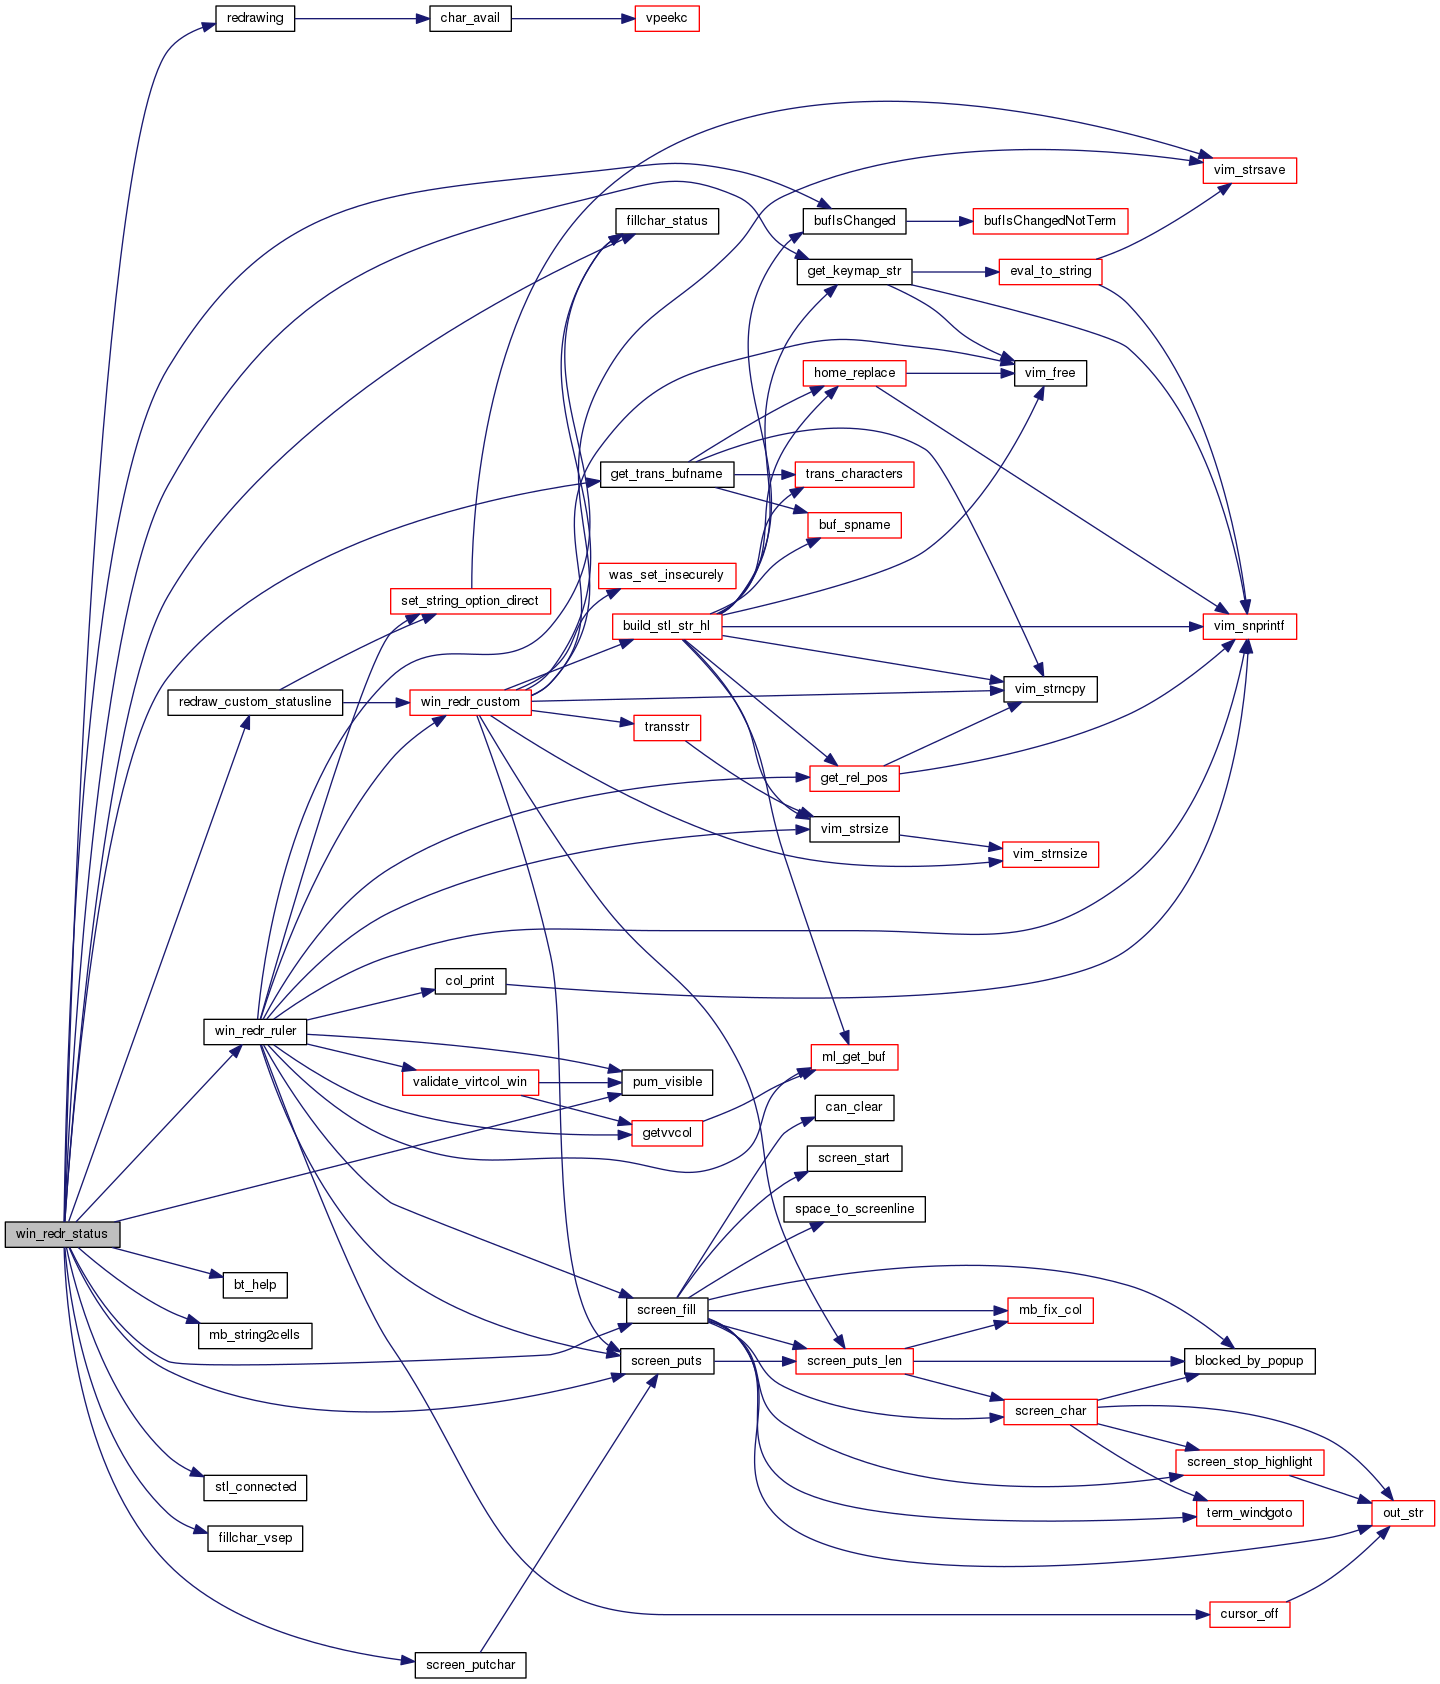 redrawing
char_avail
vpeekc
vim_strsave
fillchar_status
bufIsChanged
bufIsChangedNotTerm
get_keymap_str
eval_to_string
home_replace
vim_free
get_trans_bufname
trans_characters
buf_spname
was_set_insecurely
set_string_option_direct
build_stl_str_hl
vim_snprintf
redraw_custom_statusline
win_redr_custom
vim_strncpy
transstr
get_rel_pos
vim_strsize
vim_strnsize
col_print
win_redr_ruler
ml_get_buf
validate_virtcol_win
pum_visible
can_clear
getvvcol
screen_start
space_to_screenline
win_redr_status
bt_help
screen_fill
mb_fix_col
mb_string2cells
screen_puts
screen_puts_len
blocked_by_popup
screen_char
screen_stop_highlight
stl_connected
term_windgoto
out_str
fillchar_vsep
cursor_off
screen_putchar